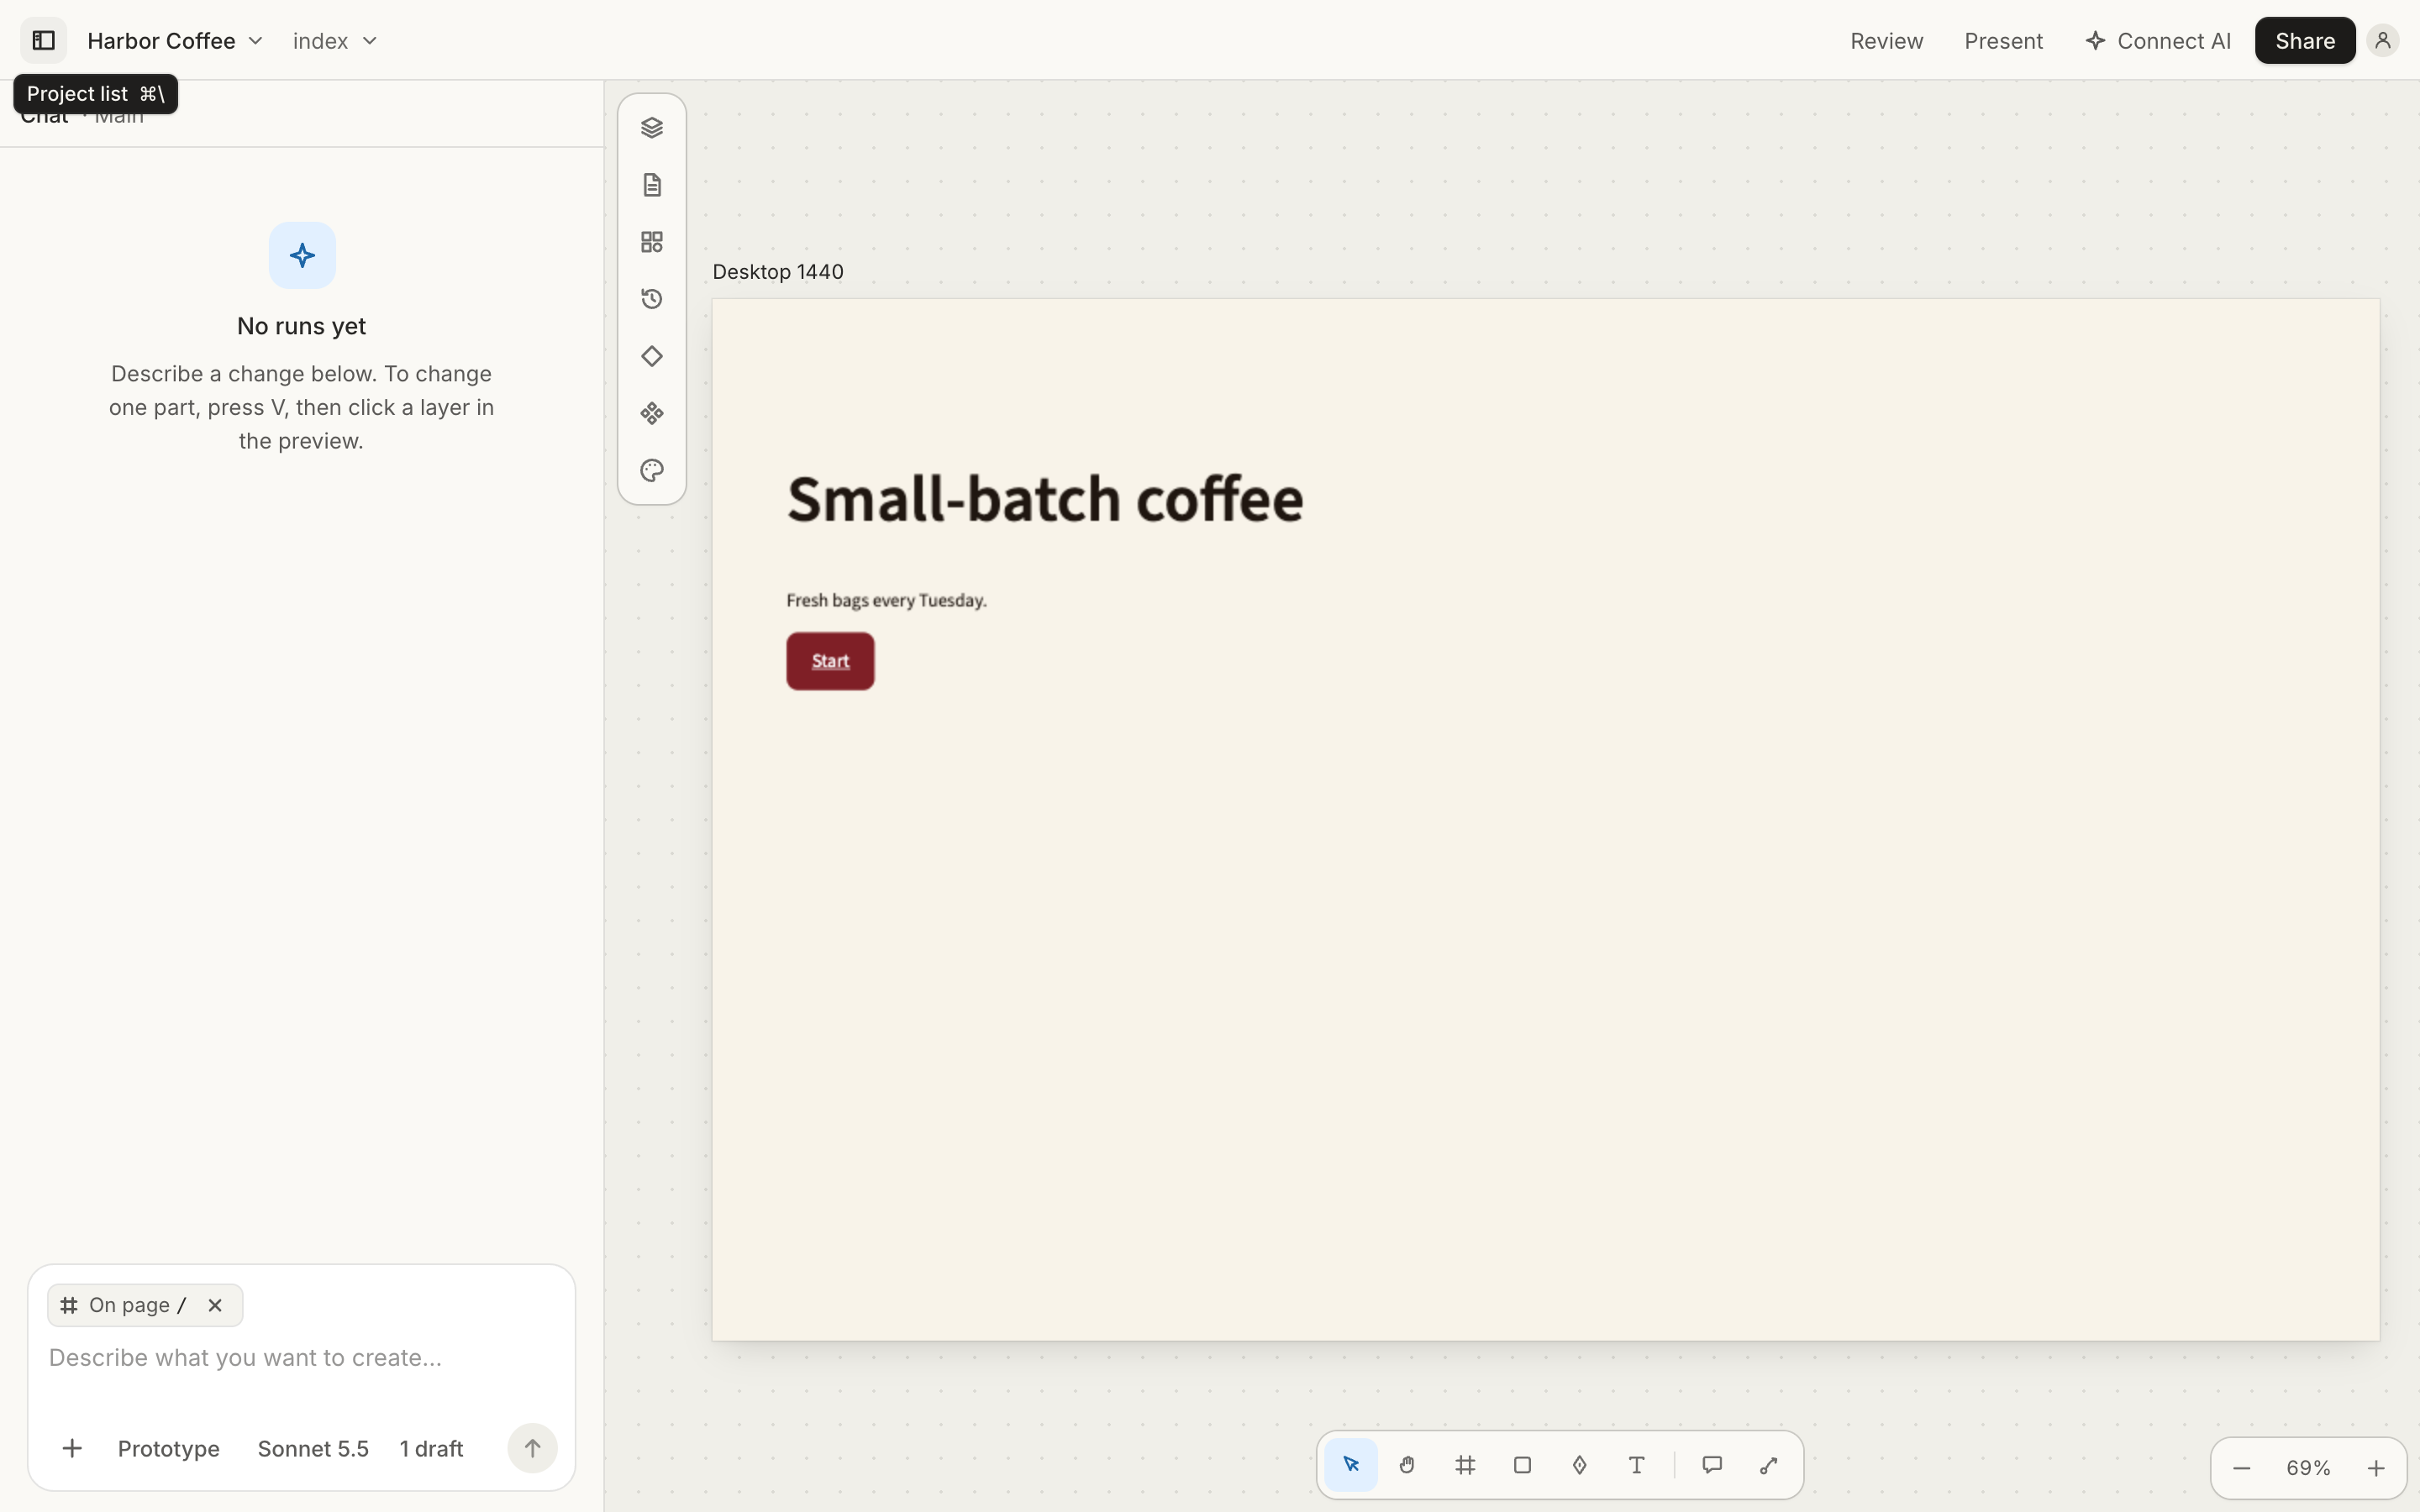 Harbor Coffee
index
Review
Present
Connect AI
Share
Project list ⌘\
Chat · Main
No runs yet
Describe a change below. To change
one part, press V, then click a layer in
the preview.
Desktop 1440
Small-batch coffee
Fresh bags every Tuesday.
Start
On page /
Describe what you want to create...
Prototype
Sonnet 5.5
1 draft
69%